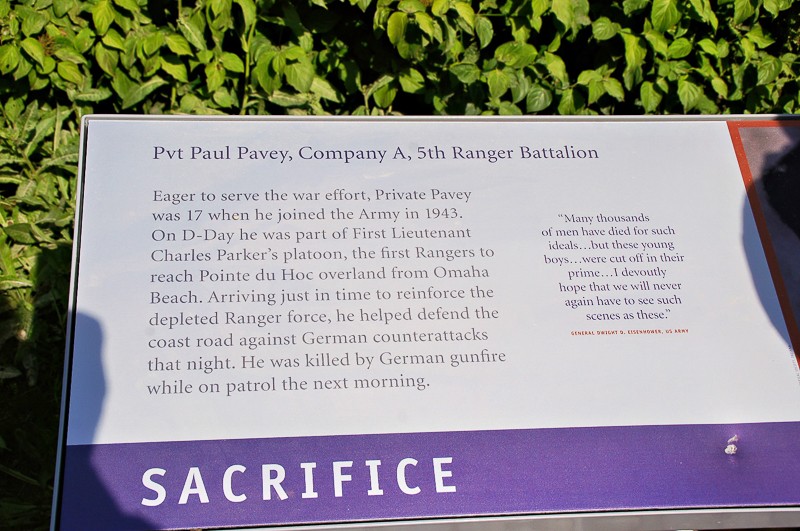 Pvt Paul Pavey, Company A, 5th Ranger Battalion
Eager to serve the war effort, Private Pavey
was 17 when he joined the Army in 1943.
On D-Day he was part of First Lieutenant
Charles Parker's platoon, the first Rangers to
reach Pointe du Hoc overland from Omaha
Beach. Arriving just in time to reinforce the
depleted Ranger force, he helped defend the
coast road against German counterattacks
that night. He was killed by German gunfire
while on patrol the next morning.
"Many thousands
of men have died for such
ideals...but these young
boys...were cut off in their
prime...I devoutly
hope that we will never
again have to see such
scenes as these."
GENERAL DWIGHT D. EISENHOWER, US ARMY
SACRIFICE